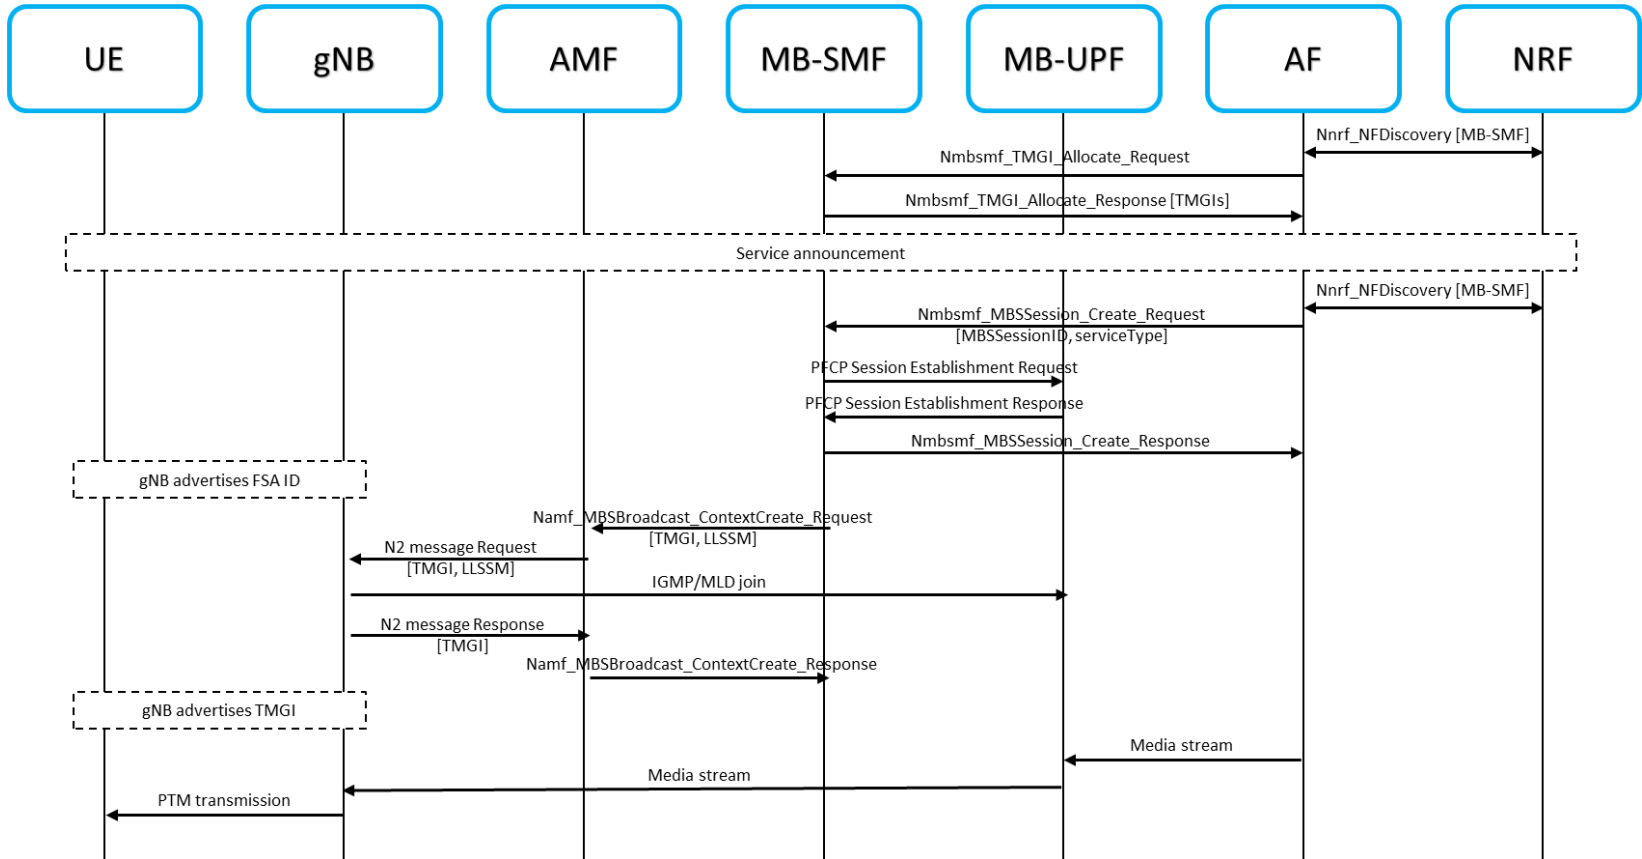 UE
gNB
AMF
MB-SMF
MB-UPF
AF
NRF
Nnrf_NFDiscovery [MB-SMF]
Nmbsmf_TMGI_Allocate_Request
Nmbsmf_TMGI_Allocate_Response [TMGIs]
Service announcement
Nnrf_NFDiscovery [MB-SMF]
Nmbsmf_MBSSession_Create_Request
[MBSSessionID, serviceType]
PFCP Session Establishment Request
PFCP Session Establishment Response
Nmbsmf_MBSSession_Create_Response
gNB advertises FSA ID
Namf_MBSBroadcast_ContextCreate_Request
[TMGI, LLSSM]
N2 message Request
[TMGI, LLSSM]
IGMP/MLD join
N2 message Response
[TMGI]
Namf_MBSBroadcast_ContextCreate_Response
gNB advertises TMGI
Media stream
Media stream
PTM transmission